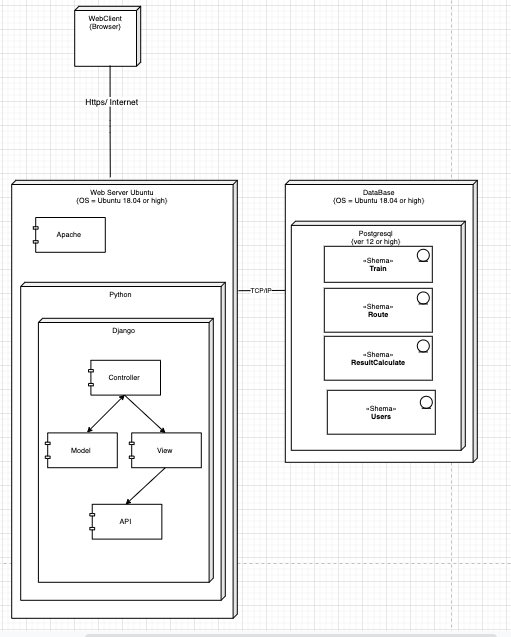 WebClient
{Browser}
Https/ Internet
Web Server Ubuntu
{OS = Ubuntu 18.04 or high}
Apache
Python
Django
Controller
Model
View
API
TCP/IP
DataBase
{OS = Ubuntu 18.04 or high}
Postgresql
{ver 12 or high}
«Shema»
Train
«Shema»
Route
«Shema»
ResultCalculate
«Shema»
Users